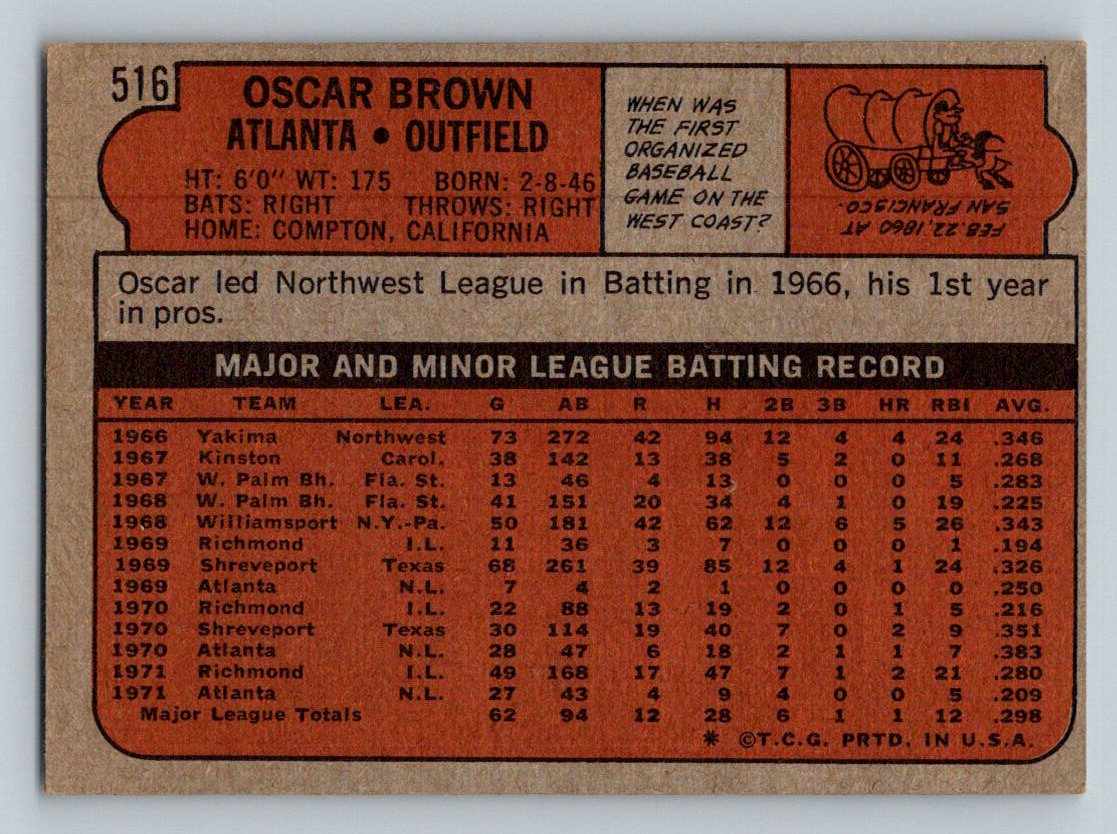 516
OSCAR BROWN
ATLANTA • OUTFIELD
HT: 6'0" WT: 175 BORN: 2-8-46
BATS: RIGHT THROWS: RIGHT
HOME: COMPTON, CALIFORNIA
WHEN WAS
THE FIRST
ORGANIZED
BASEBALL
GAME ON THE
WEST COAST?
FEB. 22, 1860 AT
SAN FRANCISCO.
Oscar led Northwest League in Batting in 1966, his 1st year
in pros.
MAJOR AND MINOR LEAGUE BATTING RECORD
YEAR TEAM LEA. G AB R H 2B 3B HR RBI AVG.
1966 Yakima Northwest 73 272 42 94 12 4 4 24 .346
1967 Kinston Carol. 38 142 13 38 5 2 0 11 .268
1967 W. Palm Bh. Fla. St. 13 46 4 13 0 0 0 5 .283
1968 W. Palm Bh. Fla. St. 41 151 20 34 4 1 0 19 .225
1968 Williamsport N.Y.-Pa. 50 181 42 62 12 6 5 26 .343
1969 Richmond I.L. 11 36 3 7 0 0 0 1 .194
1969 Shreveport Texas 68 261 39 85 12 4 1 24 .326
1969 Atlanta N.L. 7 4 2 1 0 0 0 0 .250
1970 Richmond I.L. 22 88 13 19 2 0 1 5 .216
1970 Shreveport Texas 30 114 19 40 7 0 2 9 .351
1970 Atlanta N.L. 28 47 6 18 2 1 1 7 .383
1971 Richmond I.L. 49 168 17 47 7 1 2 21 .280
1971 Atlanta N.L. 27 43 4 9 4 0 0 5 .209
Major League Totals 62 94 12 28 6 1 1 12 .298
* ©T.C.G. PRTD. IN U.S.A.